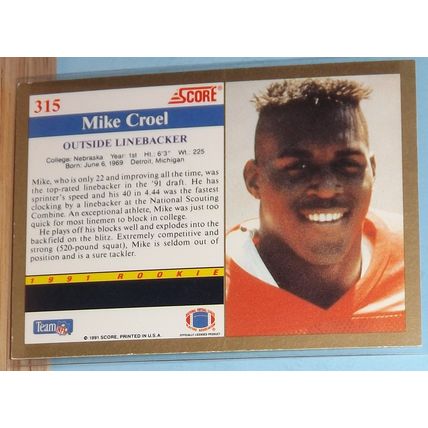 315
SCORE®
Mike Croel
OUTSIDE LINEBACKER
College: Nebraska Year: 1st Ht.: 6'3" Wt.: 225
Born: June 6, 1969 Detroit, Michigan
Mike, who is only 22 and improving all the time, was
the top-rated linebacker in the '91 draft. He has
sprinter's speed and his 40 in 4.44 was the fastest
clocking by a linebacker at the National Scouting
Combine. An exceptional athlete, Mike was just too
quick for most linemen to block in college.
He plays off his blocks well and explodes into the
backfield on the blitz. Extremely competitive and
strong (520-pound squat), Mike is seldom out of
position and is a sure tackler.
1991 ROOKIE
Team NFL
© 1991 SCORE, PRINTED IN U.S.A.
OFFICIALLY LICENSED PRODUCT